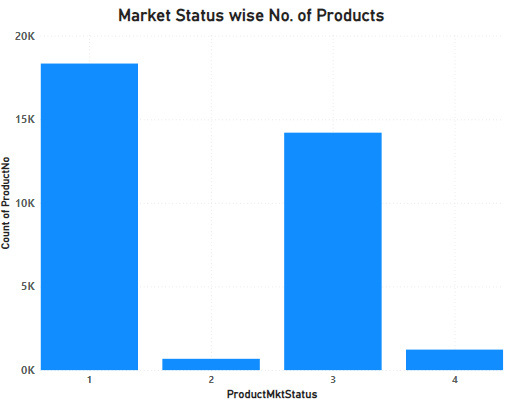 Market Status wise No. of Products
20K
15K
10K
5K
0K
Count of ProductNo
1 2 3 4
ProductMktStatus